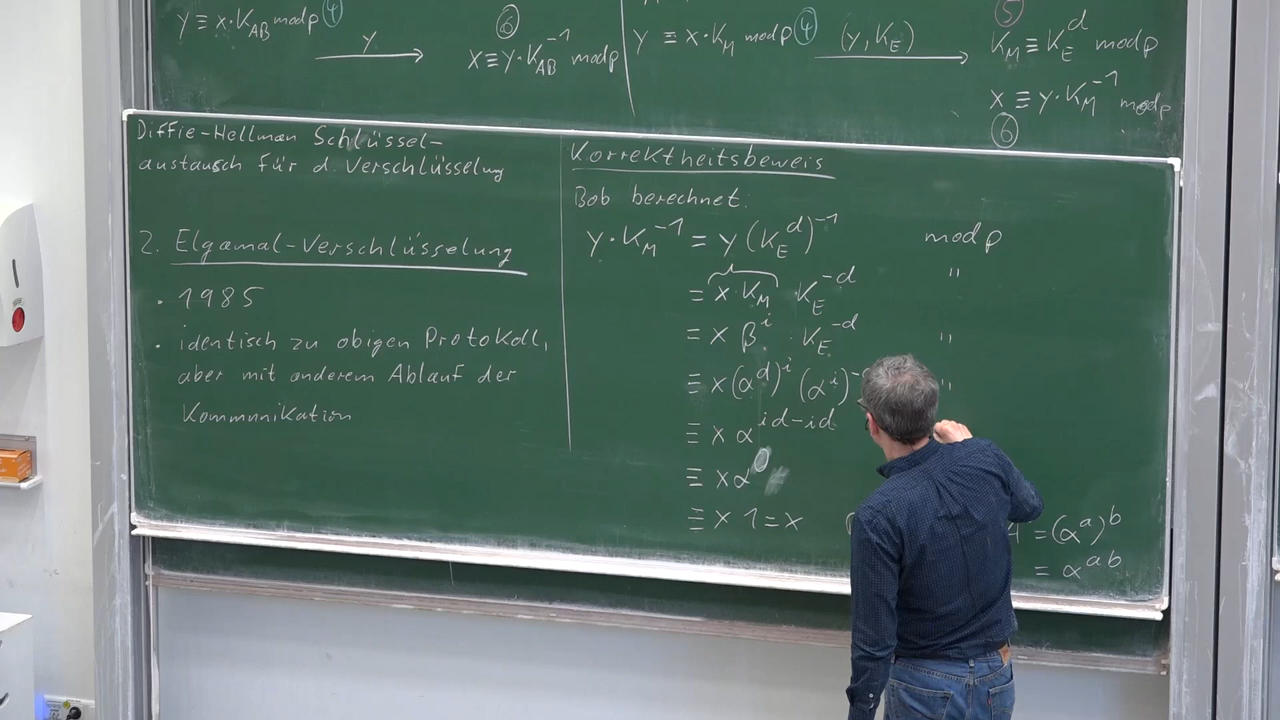 y ≡ x·K_AB mod p ④
y
⑥
x ≡ y·K_AB^-1 mod p
y ≡ x·K_M mod p ④
(y, K_E)
⑤
K_M ≡ K_E^d mod p
x ≡ y·K_M^-1 mod p
⑥
Diffie-Hellman Schlüssel-
austausch für d. Verschlüsselung
2. Elgamal-Verschlüsselung
· 1985
· identisch zu obigen Protokoll,
aber mit anderem Ablauf der
Kommunikation
Korrektheitsbeweis
Bob berechnet:
y·K_M^-1 = y(K_E^d)^-1 mod p
= x·K_M · K_E^-d "
= x β^i · K_E^-d "
≡ x(α^d)^i (α^i)^- "
≡ x α^id-id
≡ x α^0
≡ x 1 = x
= (α^a)^b
= α^ab